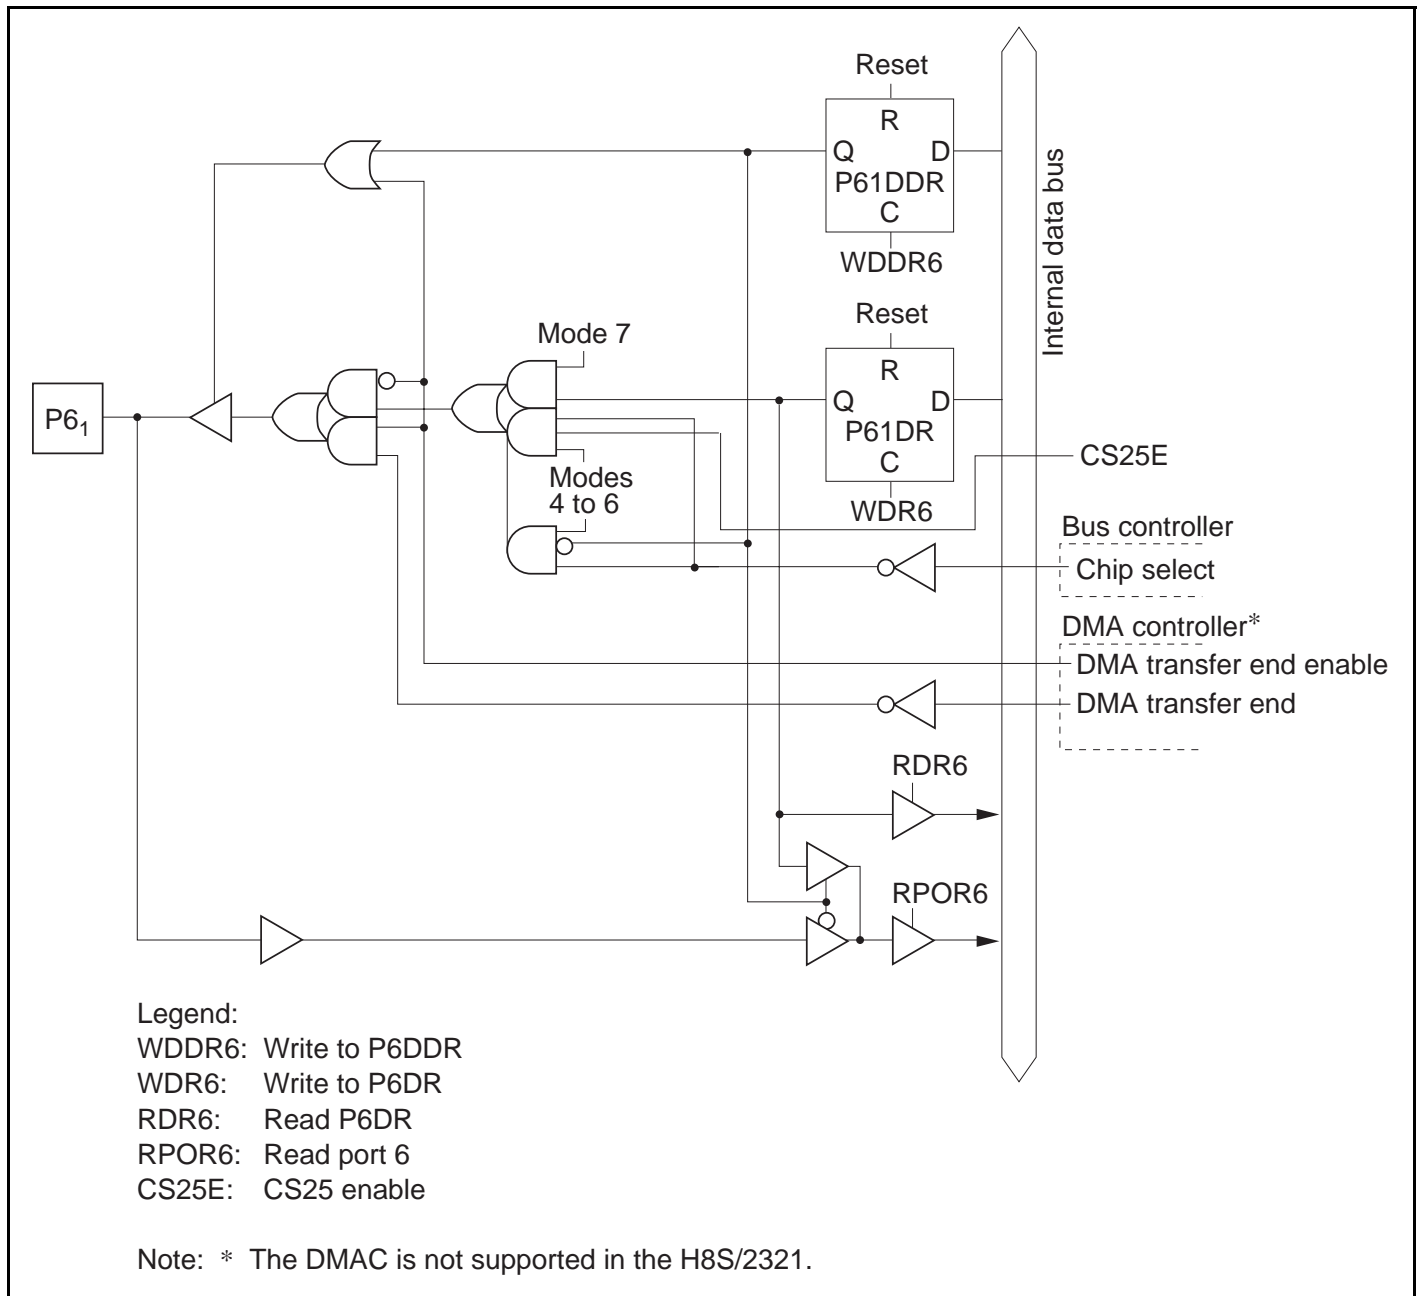 Reset
R
Q D
P61DDR
C
WDDR6
Internal data bus
Reset
Mode 7
R
Q D
P61DR
C
WDR6
P6₁
CS25E
Modes
4 to 6
Bus controller
Chip select
DMA controller*
DMA transfer end enable
DMA transfer end
RDR6
RPOR6
Legend:
WDDR6: Write to P6DDR
WDR6: Write to P6DR
RDR6: Read P6DR
RPOR6: Read port 6
CS25E: CS25 enable
Note: * The DMAC is not supported in the H8S/2321.